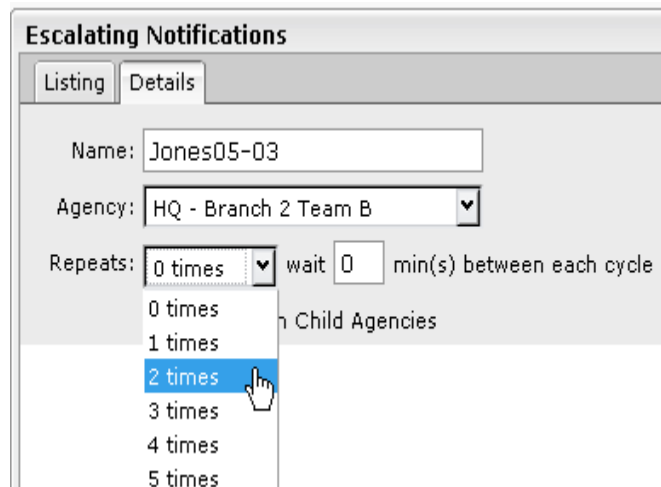 Escalating Notifications
Listing Details
Name: Jones05-03
Agency: HQ - Branch 2 Team B
Repeats: 0 times wait 0 min(s) between each cycle
0 times
Child Agencies
1 times
2 times
3 times
4 times
5 times